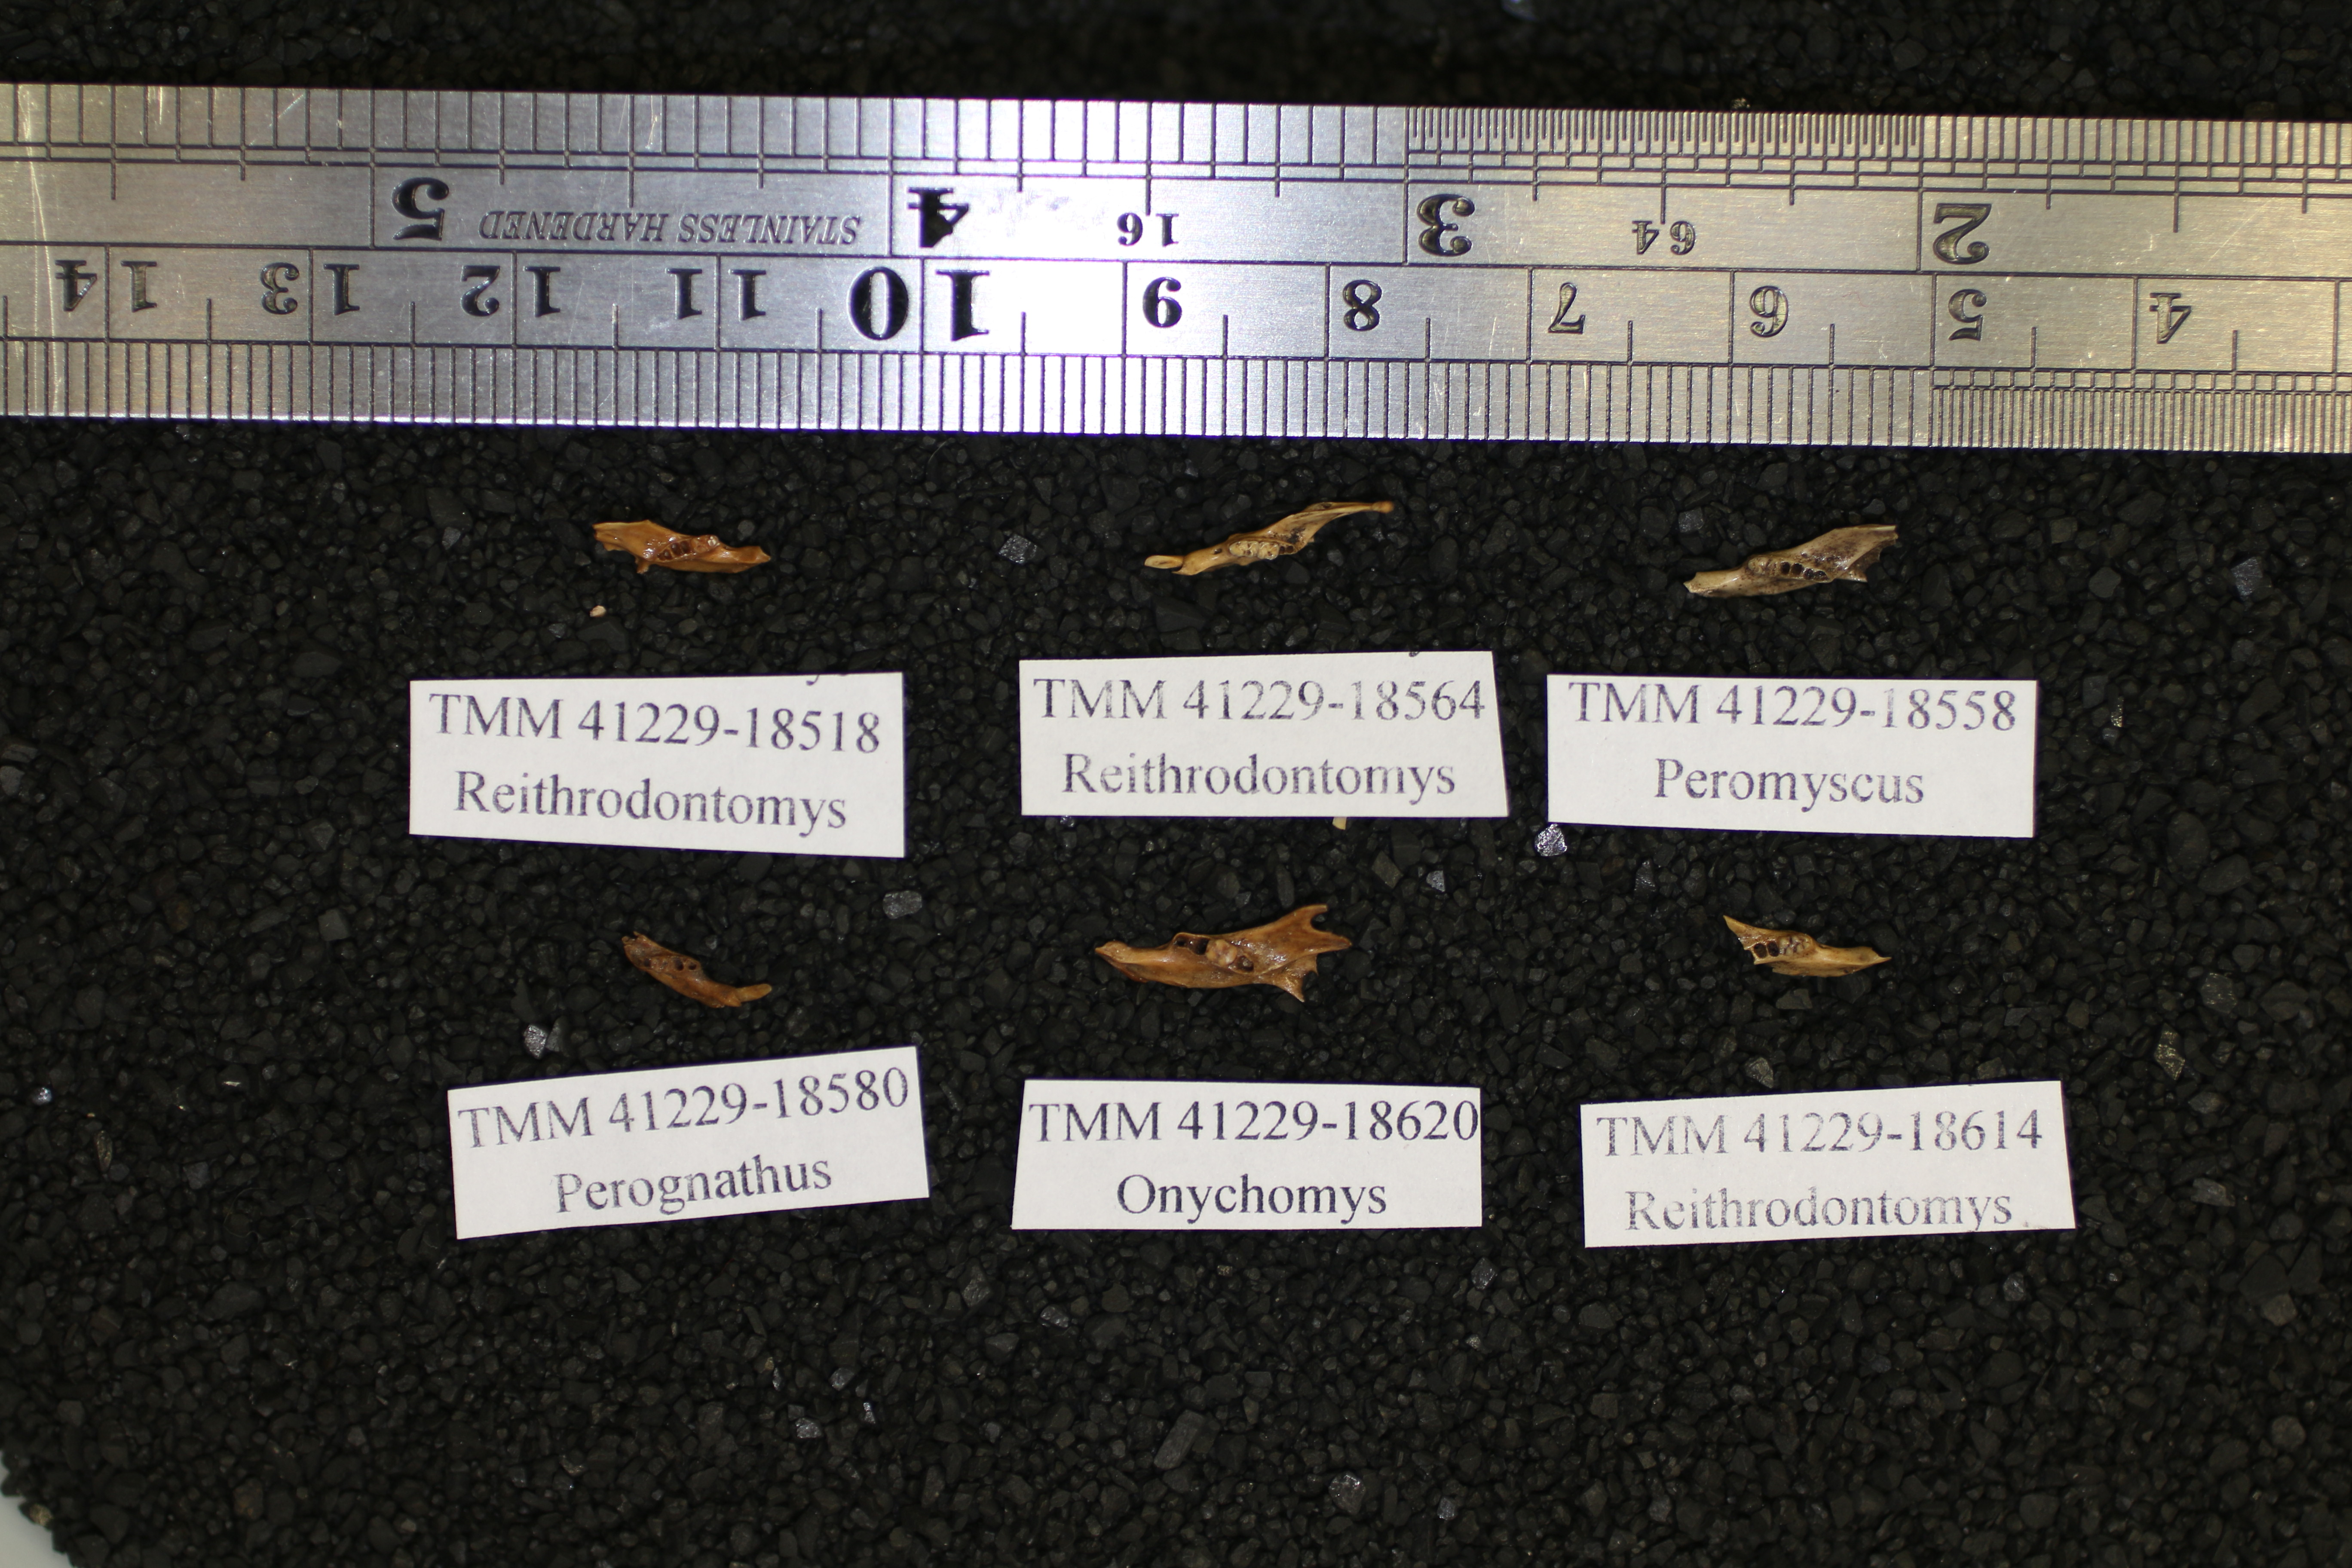 5 STAINLESS HARDENED 4 16 3 64 2
14 13 12 11 10 9 8 7 6 5 4
TMM 41229-18518
Reithrodontomys
TMM 41229-18564
Reithrodontomys
TMM 41229-18558
Peromyscus
TMM 41229-18580
Perognathus
TMM 41229-18620
Onychomys
TMM 41229-18614
Reithrodontomys